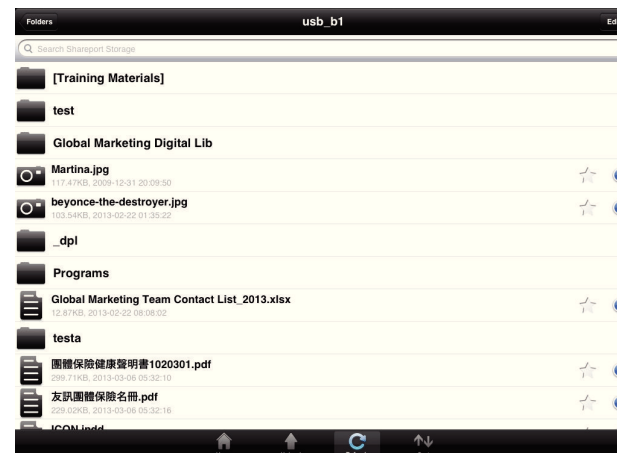 Folders
usb_b1
Search Shareport Storage
[Training Materials]
test
Global Marketing Digital Lib
Martina.jpg
117.47KB, 2009-12-31 20:09:50
beyonce-the-destroyer.jpg
103.54KB, 2013-02-22 01:35:22
_dpl
Programs
Global Marketing Team Contact List_2013.xlsx
12.87KB, 2013-02-22 08:08:02
testa
團體保險健康聲明書1020301.pdf
299.71KB, 2013-03-06 05:32:10
友訊團體保險名冊.pdf
229.02KB, 2013-03-06 05:32:16
ICON.indd